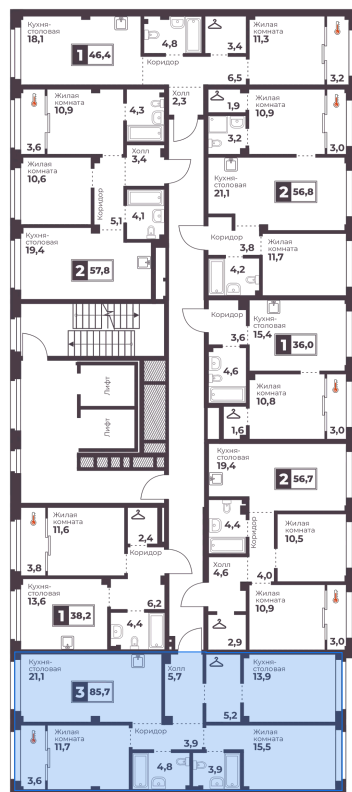 Кухня-
столовая
18,1
1 46,4
4,8
3,4
Жилая
комната
11,3
Коридор
6,5
3,2
Жилая
комната
10,9
3,6
4,3
Холл
2,3
1,9
3,2
Жилая
комната
10,9
3,0
Жилая
комната
10,6
Коридор
Холл
3,4
5,1
4,1
Кухня-
столовая
21,1
2 56,8
Кухня-
столовая
19,4
2 57,8
Коридор
3,8
4,2
Жилая
комната
11,7
Лифт
Лифт
Коридор
3,6
Кухня-
столовая
15,4
1 36,0
4,6
Жилая
комната
10,8
1,6
3,0
Кухня-
столовая
19,4
2 56,7
Жилая
комната
11,6
3,8
2,4
Коридор
4,4
Коридор
Жилая
комната
10,5
Холл
4,6
4,0
Кухня-
столовая
13,6
1 38,2
6,2
4,4
Жилая
комната
10,9
2,9
3,0
Кухня-
столовая
21,1
3 85,7
Холл
5,7
5,2
Кухня-
столовая
13,9
Жилая
комната
11,7
3,6
Коридор
3,9
4,8
3,9
Жилая
комната
15,5